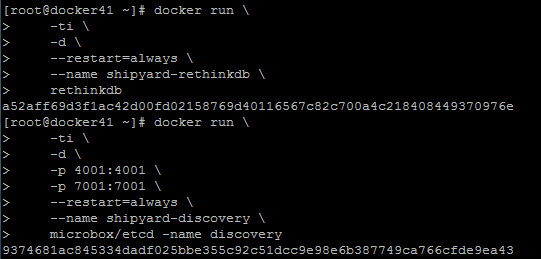 [root@docker41 ~]# docker run \
>    -ti \
>    -d \
>    --restart=always \
>    --name shipyard-rethinkdb \
>    rethinkdb
a52aff69d3f1ac42d00fd02158769d40116567c82c700a4c218408449370976e
[root@docker41 ~]# docker run \
>    -ti \
>    -d \
>    -p 4001:4001 \
>    -p 7001:7001 \
>    --restart=always \
>    --name shipyard-discovery \
>    microbox/etcd -name discovery
9374681ac845334dadf025bbe355c92c51dcc9e98e6b387749ca766cfde9ea43